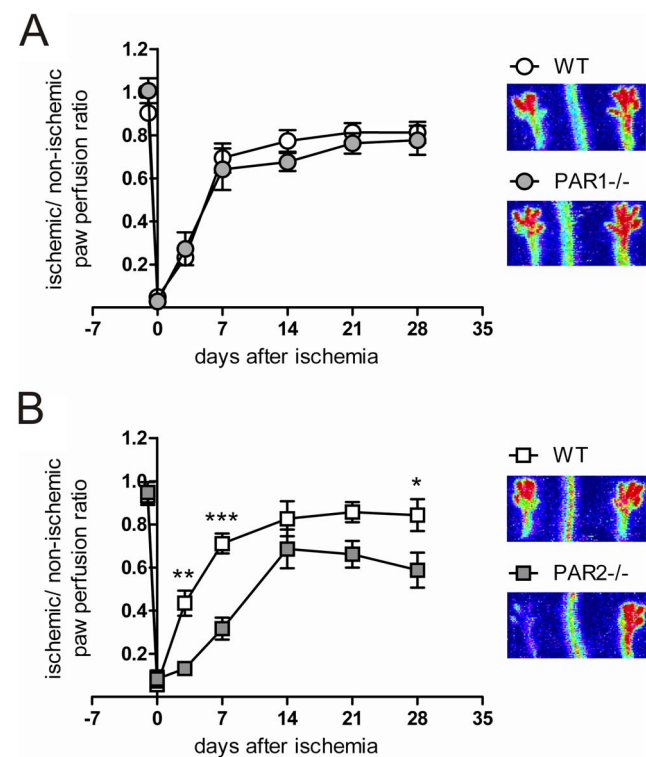 A
1.2
1.0
0.8
0.6
0.4
0.2
ischemic/ non-ischemic
paw perfusion ratio
-7 0 7 14 21 28 35
days after ischemia
WT
PAR1-/-
B
1.2
1.0
0.8
0.6
0.4
0.2
ischemic/ non-ischemic
paw perfusion ratio
** *** *
-7 0 7 14 21 28 35
days after ischemia
WT
PAR2-/-